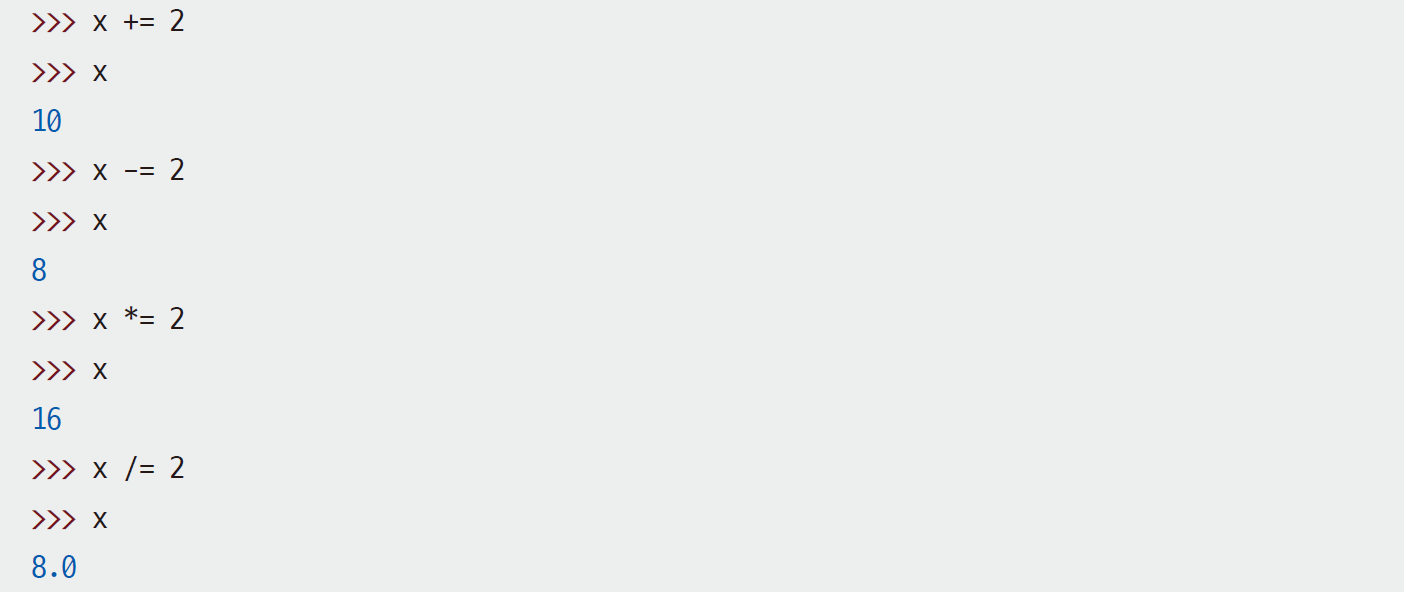 >>> x += 2
>>> x
10
>>> x -= 2
>>> x
8
>>> x *= 2
>>> x
16
>>> x /= 2
>>> x
8.0